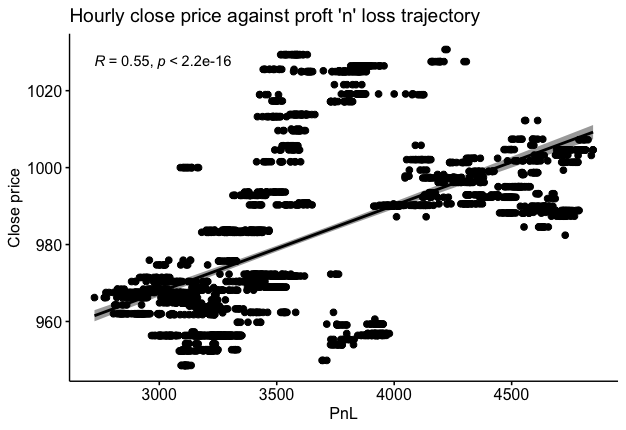 Hourly close price against proft 'n' loss trajectory
R = 0.55, p < 2.2e-16
Close price
1020
1000
980
960
3000 3500 4000 4500
PnL